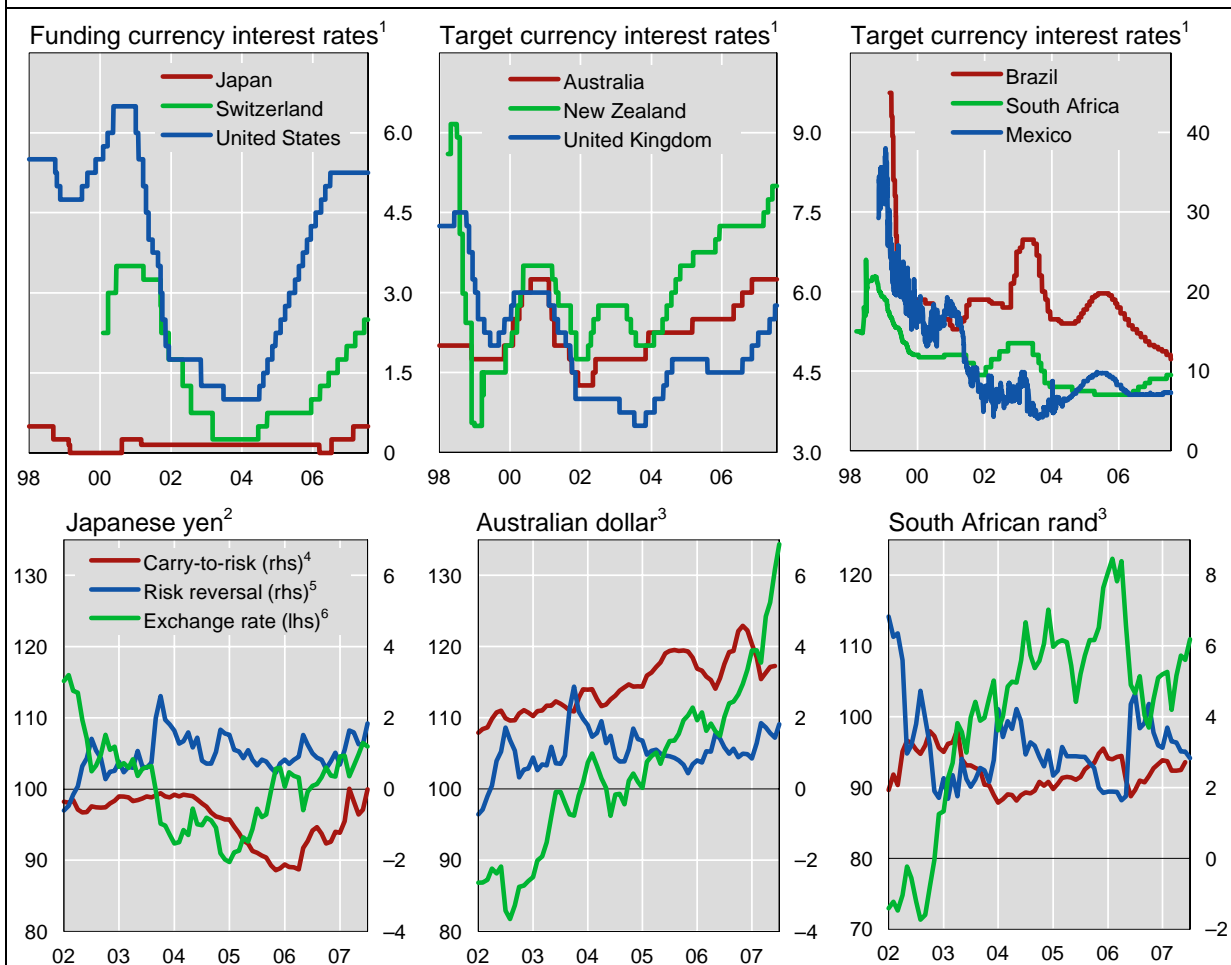 Funding currency interest rates¹
Japan
Switzerland
United States
6.0
4.5
3.0
1.5
0
98 00 02 04 06
Target currency interest rates¹
Australia
New Zealand
United Kingdom
9.0
7.5
6.0
4.5
3.0
98 00 02 04 06
Target currency interest rates¹
Brazil
South Africa
Mexico
40
30
20
10
0
98 00 02 04 06
Japanese yen²
Carry-to-risk (rhs)⁴
Risk reversal (rhs)⁵
Exchange rate (lhs)⁶
130
120
110
100
90
80
6
4
2
0
–2
–4
02 03 04 05 06 07
Australian dollar³
130
120
110
100
90
80
6
4
2
0
–2
–4
02 03 04 05 06 07
South African rand³
120
110
100
90
80
70
8
6
4
2
0
–2
02 03 04 05 06 07